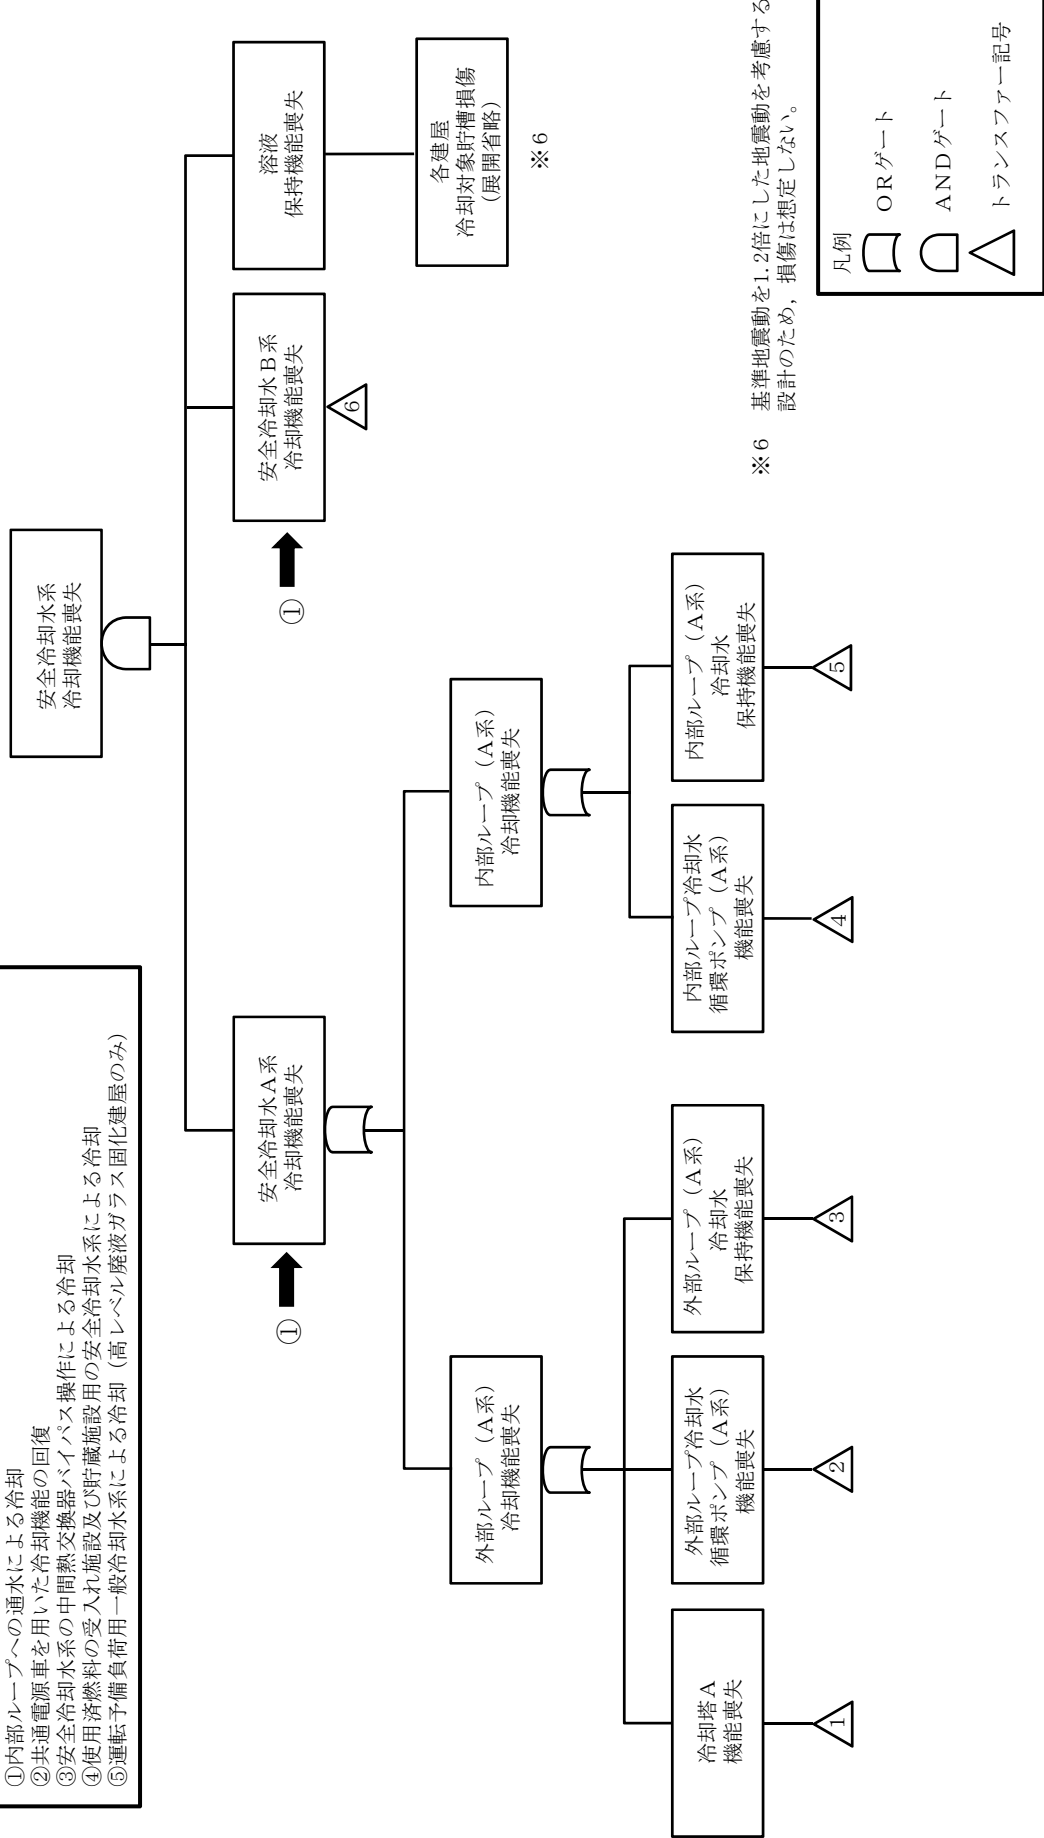 ①内部ループへの通水による冷却
②共通電源車を用いた冷却機能の回復
③安全冷却水系の中間熱交換器バイパス操作による冷却
④使用済燃料の受入れ施設及び貯蔵施設用の安全冷却水系による冷却
⑤運転予備負荷用一般冷却水系による冷却（高レベル廃液ガラス固化建屋のみ）
安全冷却水系
冷却機能喪失
①
安全冷却水A系
冷却機能喪失
①
安全冷却水B系
冷却機能喪失
6
溶液
保持機能喪失
各建屋
冷却対象貯槽損傷
（展開省略）
※6
外部ループ（A系）
冷却機能喪失
内部ループ（A系）
冷却機能喪失
冷却塔A
機能喪失
1
外部ループ冷却水
循環ポンプ（A系）
機能喪失
2
外部ループ（A系）
冷却水
保持機能喪失
3
内部ループ冷却水
循環ポンプ（A系）
機能喪失
4
内部ループ（A系）
冷却水
保持機能喪失
5
※6　基準地震動を1.2倍にした地震動を考慮する
設計のため，損傷は想定しない。
凡例
ORゲート
ANDゲート
トランスファー記号